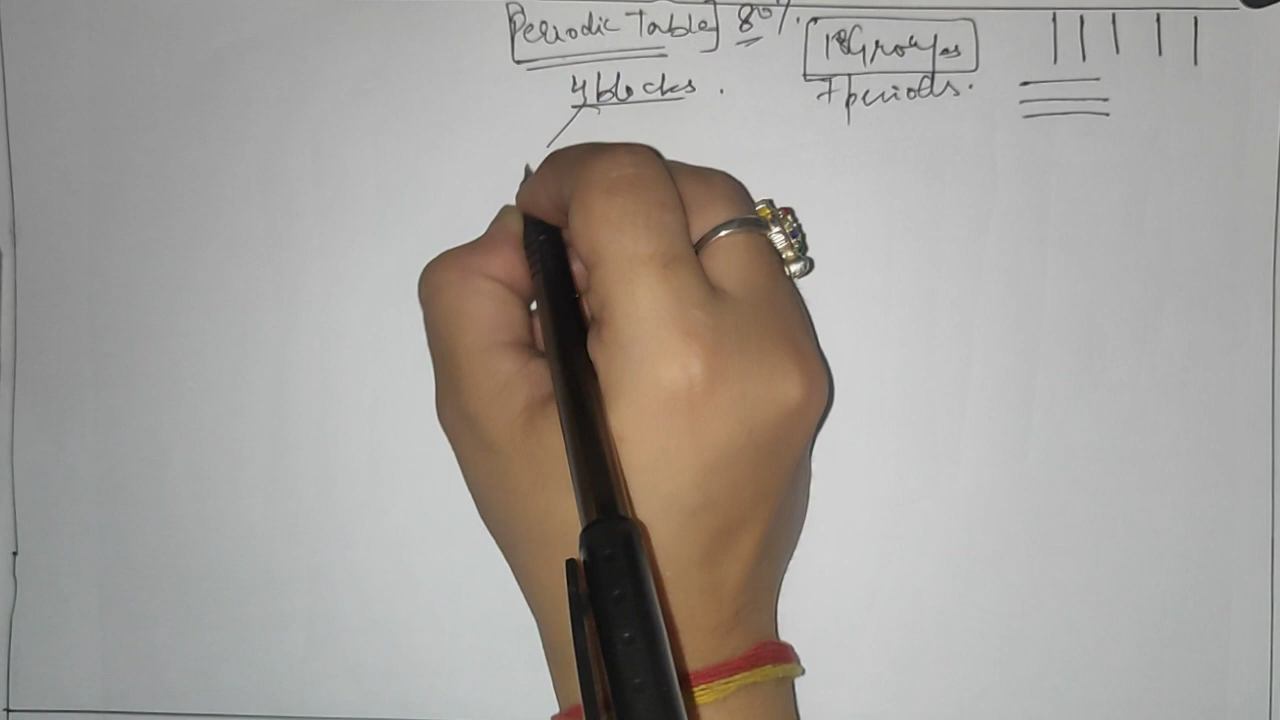 Periodic Table 80%.
18 Groups
4 blocks.
7 periods.